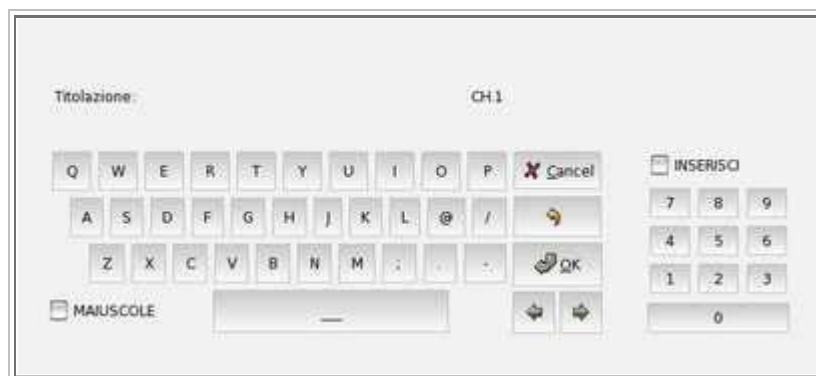 Titolazione: CH.1
Q W E R T Y U I O P Cancel
INSERISCI
A S D F G H J K L @ /
7 8 9
Z X C V B N M ; . - OK
4 5 6
1 2 3
MAIUSCOLE _
0